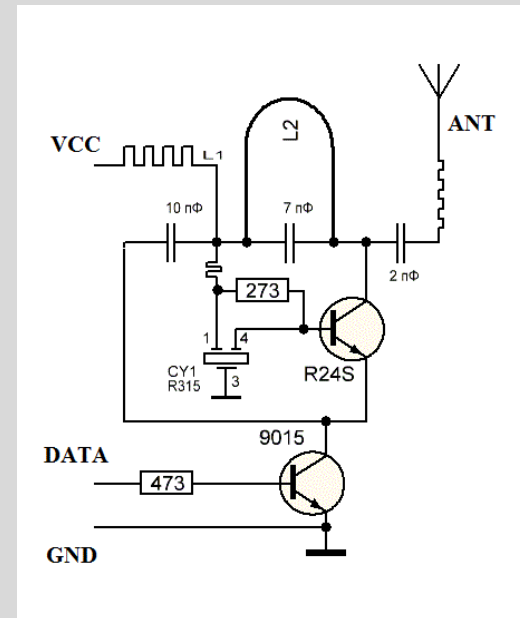 ANT
VCC
L1
L2
10 пФ
7 пФ
2 пФ
273
1
4
CY1
R315
3
R24S
9015
DATA
473
GND